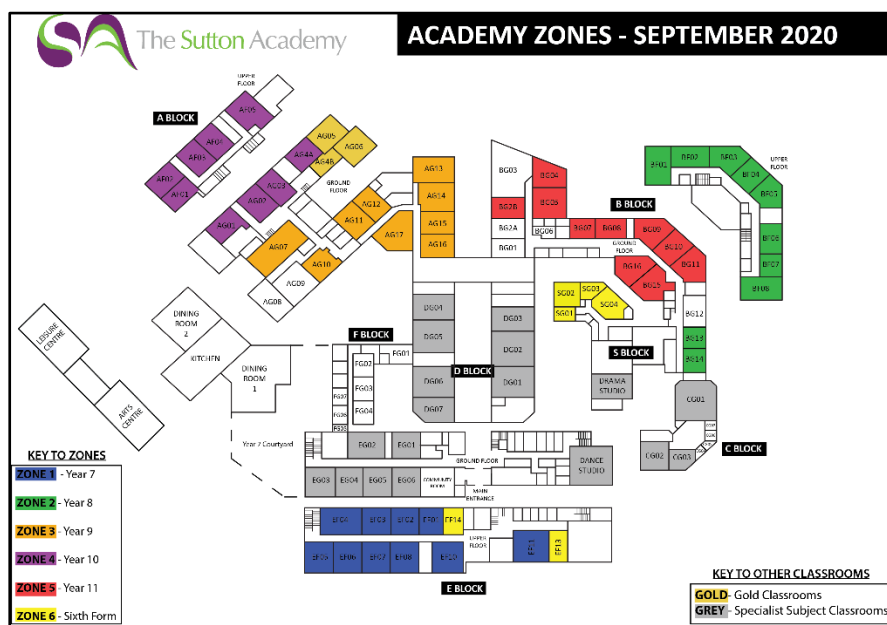 The Sutton Academy
ACADEMY ZONES - SEPTEMBER 2020
UPPER
FLOOR
A BLOCK
AF05
AF04
AF03
AF02
AF01
AG05
AG06
AG4A
AG4B
AG02
AG01
GROUND
FLOOR
AG13
AG14
AG15
AG16
AG12
AG11
AG17
AG07
AG10
AG09
AG08
BG03
BG04
BG2B
BG2A
BG01
BG06
BG07
BG08
B BLOCK
BG09
BG10
BG11
GROUND
FLOOR
BG16
BG15
BG12
BG13
BG14
BF01
BF02
BF03
BF04
BF05
BF06
BF07
BF08
UPPER
FLOOR
SG02
SG03
SG04
SG01
S BLOCK
DRAMA
STUDIO
CG01
CG02
CG03
C BLOCK
DG04
DG05
DG06
DG07
DG03
DG02
DG01
D BLOCK
F BLOCK
FG01
FG02
FG03
FG04
DINING
ROOM
2
KITCHEN
DINING
ROOM
1
LEISURE CENTRE
ARTS CENTRE
Year 7 Courtyard
EG02
EG01
GROUND FLOOR
DANCE
STUDIO
EG03
EG04
EG05
EG06
COMMUNITY
ROOM
MAIN
ENTRANCE
EF04
EF03
EF02
EF01
EF14
EF05
EF06
EF07
EF08
EF10
UPPER
FLOOR
EF11
EF13
E BLOCK
KEY TO ZONES
ZONE 1 - Year 7
ZONE 2 - Year 8
ZONE 3 - Year 9
ZONE 4 - Year 10
ZONE 5 - Year 11
ZONE 6 - Sixth Form
KEY TO OTHER CLASSROOMS
GOLD - Gold Classrooms
GREY - Specialist Subject Classrooms